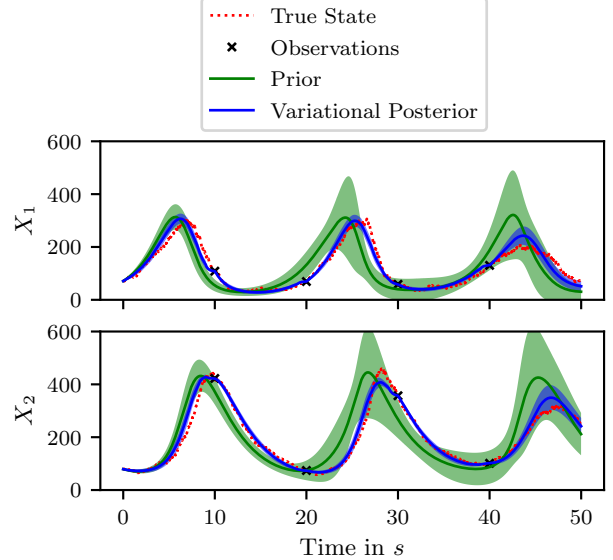 True State
Observations
Prior
Variational Posterior
600
400
200
0
X₁
600
400
200
0
X₂
0 10 20 30 40 50
Time in s